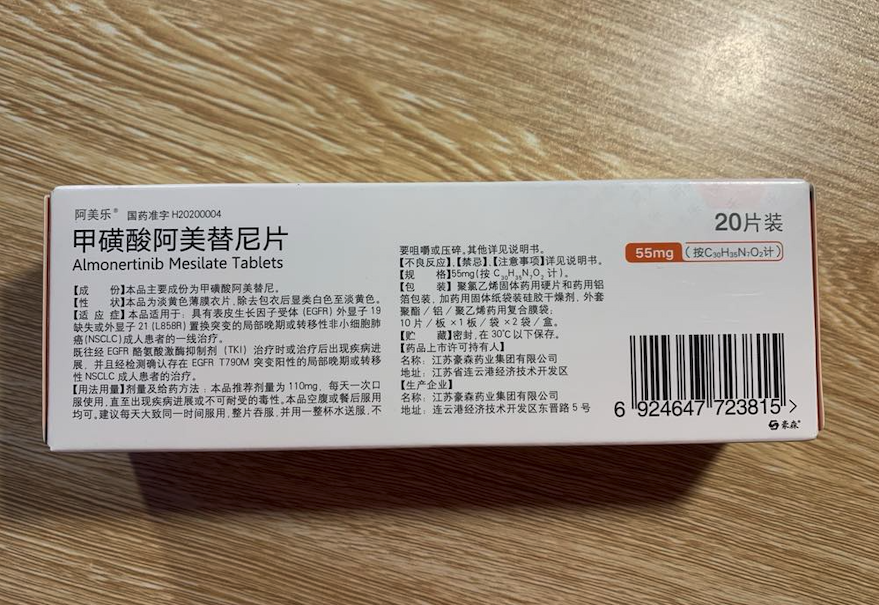 阿美乐® 国药准字 H20200004
甲磺酸阿美替尼片
Almonertinib Mesilate Tablets
【成 份】本品主要成份为甲磺酸阿美替尼。
【性 状】本品为淡黄色薄膜衣片,除去包衣后显类白色至淡黄色。
【适 应 症】本品适用于：具有表皮生长因子受体 (EGFR) 外显子 19
缺失或外显子 21 (L858R) 置换突变的局部晚期或转移性非小细胞肺
癌(NSCLC)成人患者的一线治疗。
既往经 EGFR 酪氨酸激酶抑制剂 (TKI) 治疗时或治疗后出现疾病进
展，并且经检测确认存在 EGFR T790M 突变阳性的局部晚期或转移
性 NSCLC 成人患者的治疗。
【用法用量】剂量及给药方法：本品推荐剂量为 110mg，每天一次口
服使用,直至出现疾病进展或不可耐受的毒性。本品空腹或餐后服用
均可。建议每天大致同一时间服用,整片吞服,并用一整杯水送服,不
要咀嚼或压碎。其他详见说明书。
【不良反应】、【禁忌】、【注意事项】详见说明书。
【规 格】55mg(按 C₃₀H₃₅N₇O₂计)。
【包 装】聚氯乙烯固体药用硬片和药用铝
箔包装,加药用固体纸袋装硅胶干燥剂,外套
聚酯/铝/聚乙烯药用复合膜袋；
10 片/板×1板/袋×2袋/盒。
【贮 藏】密封,在30℃以下保存。
【药品上市许可持有人】
名称：江苏豪森药业集团有限公司
地址：江苏省连云港经济技术开发区
【生产企业】
名称：江苏豪森药业集团有限公司
地址：连云港经济技术开发区东晋路 5 号
20片装
55mg (按C₃₀H₃₅N₇O₂计)
6 924647 723815 >
豪森®